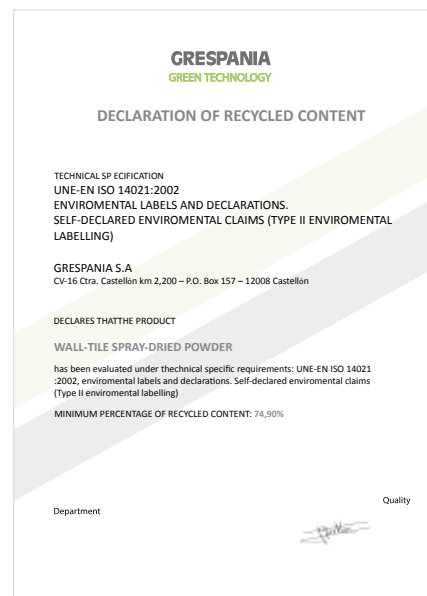 GRESPANIA
GREEN TECHNOLOGY
DECLARATION OF RECYCLED CONTENT
TECHNICAL SP ECIFICATION
UNE-EN ISO 14021:2002
ENVIROMENTAL LABELS AND DECLARATIONS.
SELF-DECLARED ENVIROMENTAL CLAIMS (TYPE II ENVIROMENTAL
LABELLING)
GRESPANIA S.A
CV-16 Ctra. Castellón km 2,200 – P.O. Box 157 – 12008 Castellón
DECLARES THATTHE PRODUCT
WALL-TILE SPRAY-DRIED POWDER
has been evaluated under thechnical specific requirements: UNE-EN ISO 14021
:2002, enviromental labels and declarations. Self-declared enviromental claims
(Type II enviromental labelling)
MINIMUM PERCENTAGE OF RECYCLED CONTENT: 74,90%
Quality
Department